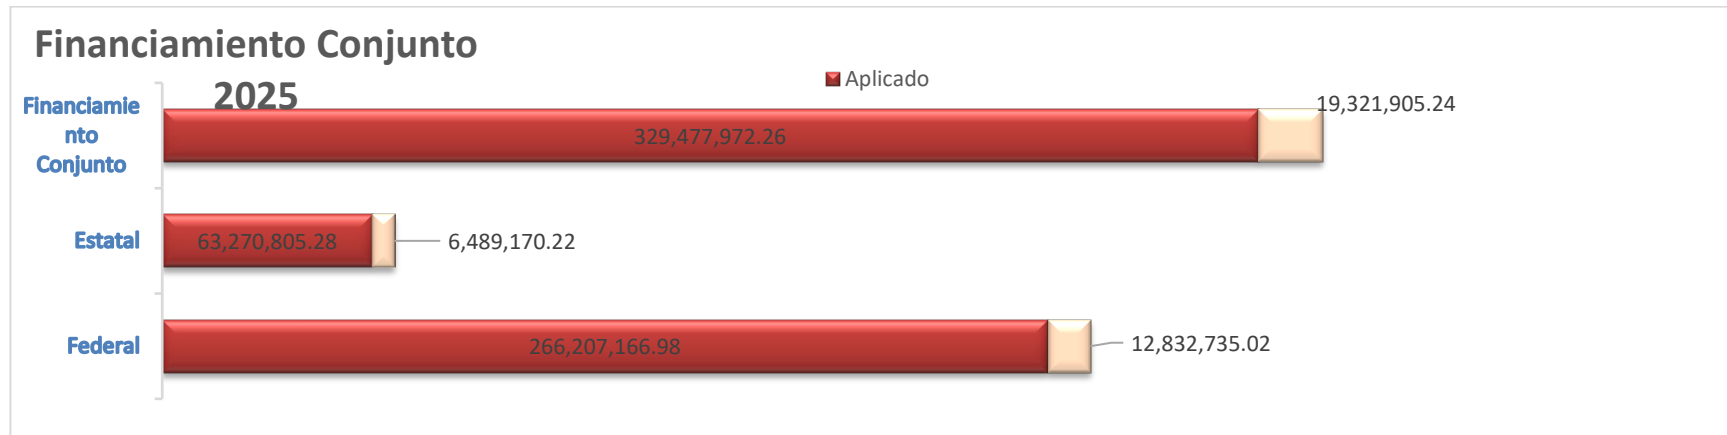 Financiamiento Conjunto
2025
Aplicado
Financiamie
nto
Conjunto
329,477,972.26
19,321,905.24
Estatal
63,270,805.28
6,489,170.22
Federal
266,207,166.98
12,832,735.02